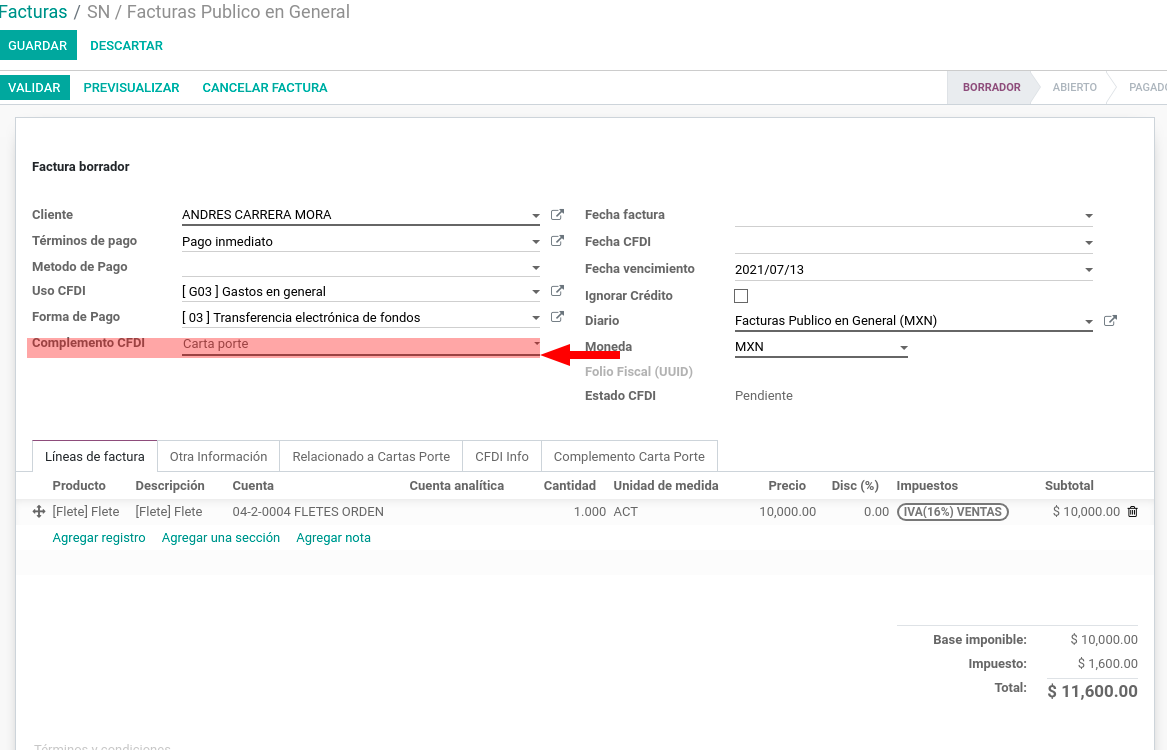 Facturas / SN / Facturas Publico en General
GUARDAR DESCARTAR
VALIDAR PREVISUALIZAR CANCELAR FACTURA BORRADOR ABIERTO PAGADO
Factura borrador
Cliente ANDRES CARRERA MORA
Términos de pago Pago inmediato
Metodo de Pago
Uso CFDI [ G03 ] Gastos en general
Forma de Pago [ 03 ] Transferencia electrónica de fondos
Complemento CFDI Carta porte
Fecha factura
Fecha CFDI
Fecha vencimiento 2021/07/13
Ignorar Crédito
Diario Facturas Publico en General (MXN)
Moneda MXN
Folio Fiscal (UUID)
Estado CFDI Pendiente
Líneas de factura Otra Información Relacionado a Cartas Porte CFDI Info Complemento Carta Porte
Producto Descripción Cuenta Cuenta analítica Cantidad Unidad de medida Precio Disc (%) Impuestos Subtotal
[Flete] Flete [Flete] Flete 04-2-0004 FLETES ORDEN 1.000 ACT 10,000.00 0.00 IVA(16%) VENTAS $ 10,000.00
Agregar registro Agregar una sección Agregar nota
Base imponible: $ 10,000.00
Impuesto: $ 1,600.00
Total: $ 11,600.00
Términos y condiciones